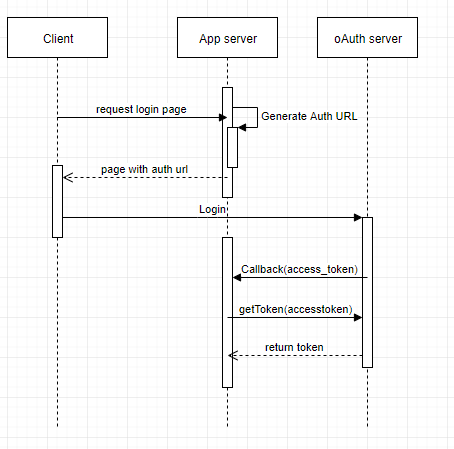 Client
App server
oAuth server
request login page
Generate Auth URL
page with auth url
Login
Callback(access_token)
getToken(accesstoken)
return token